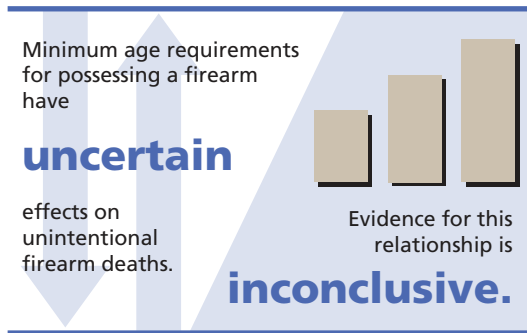 Minimum age requirements
for possessing a firearm
have
uncertain
effects on
unintentional
firearm deaths.
Evidence for this
relationship is
inconclusive.